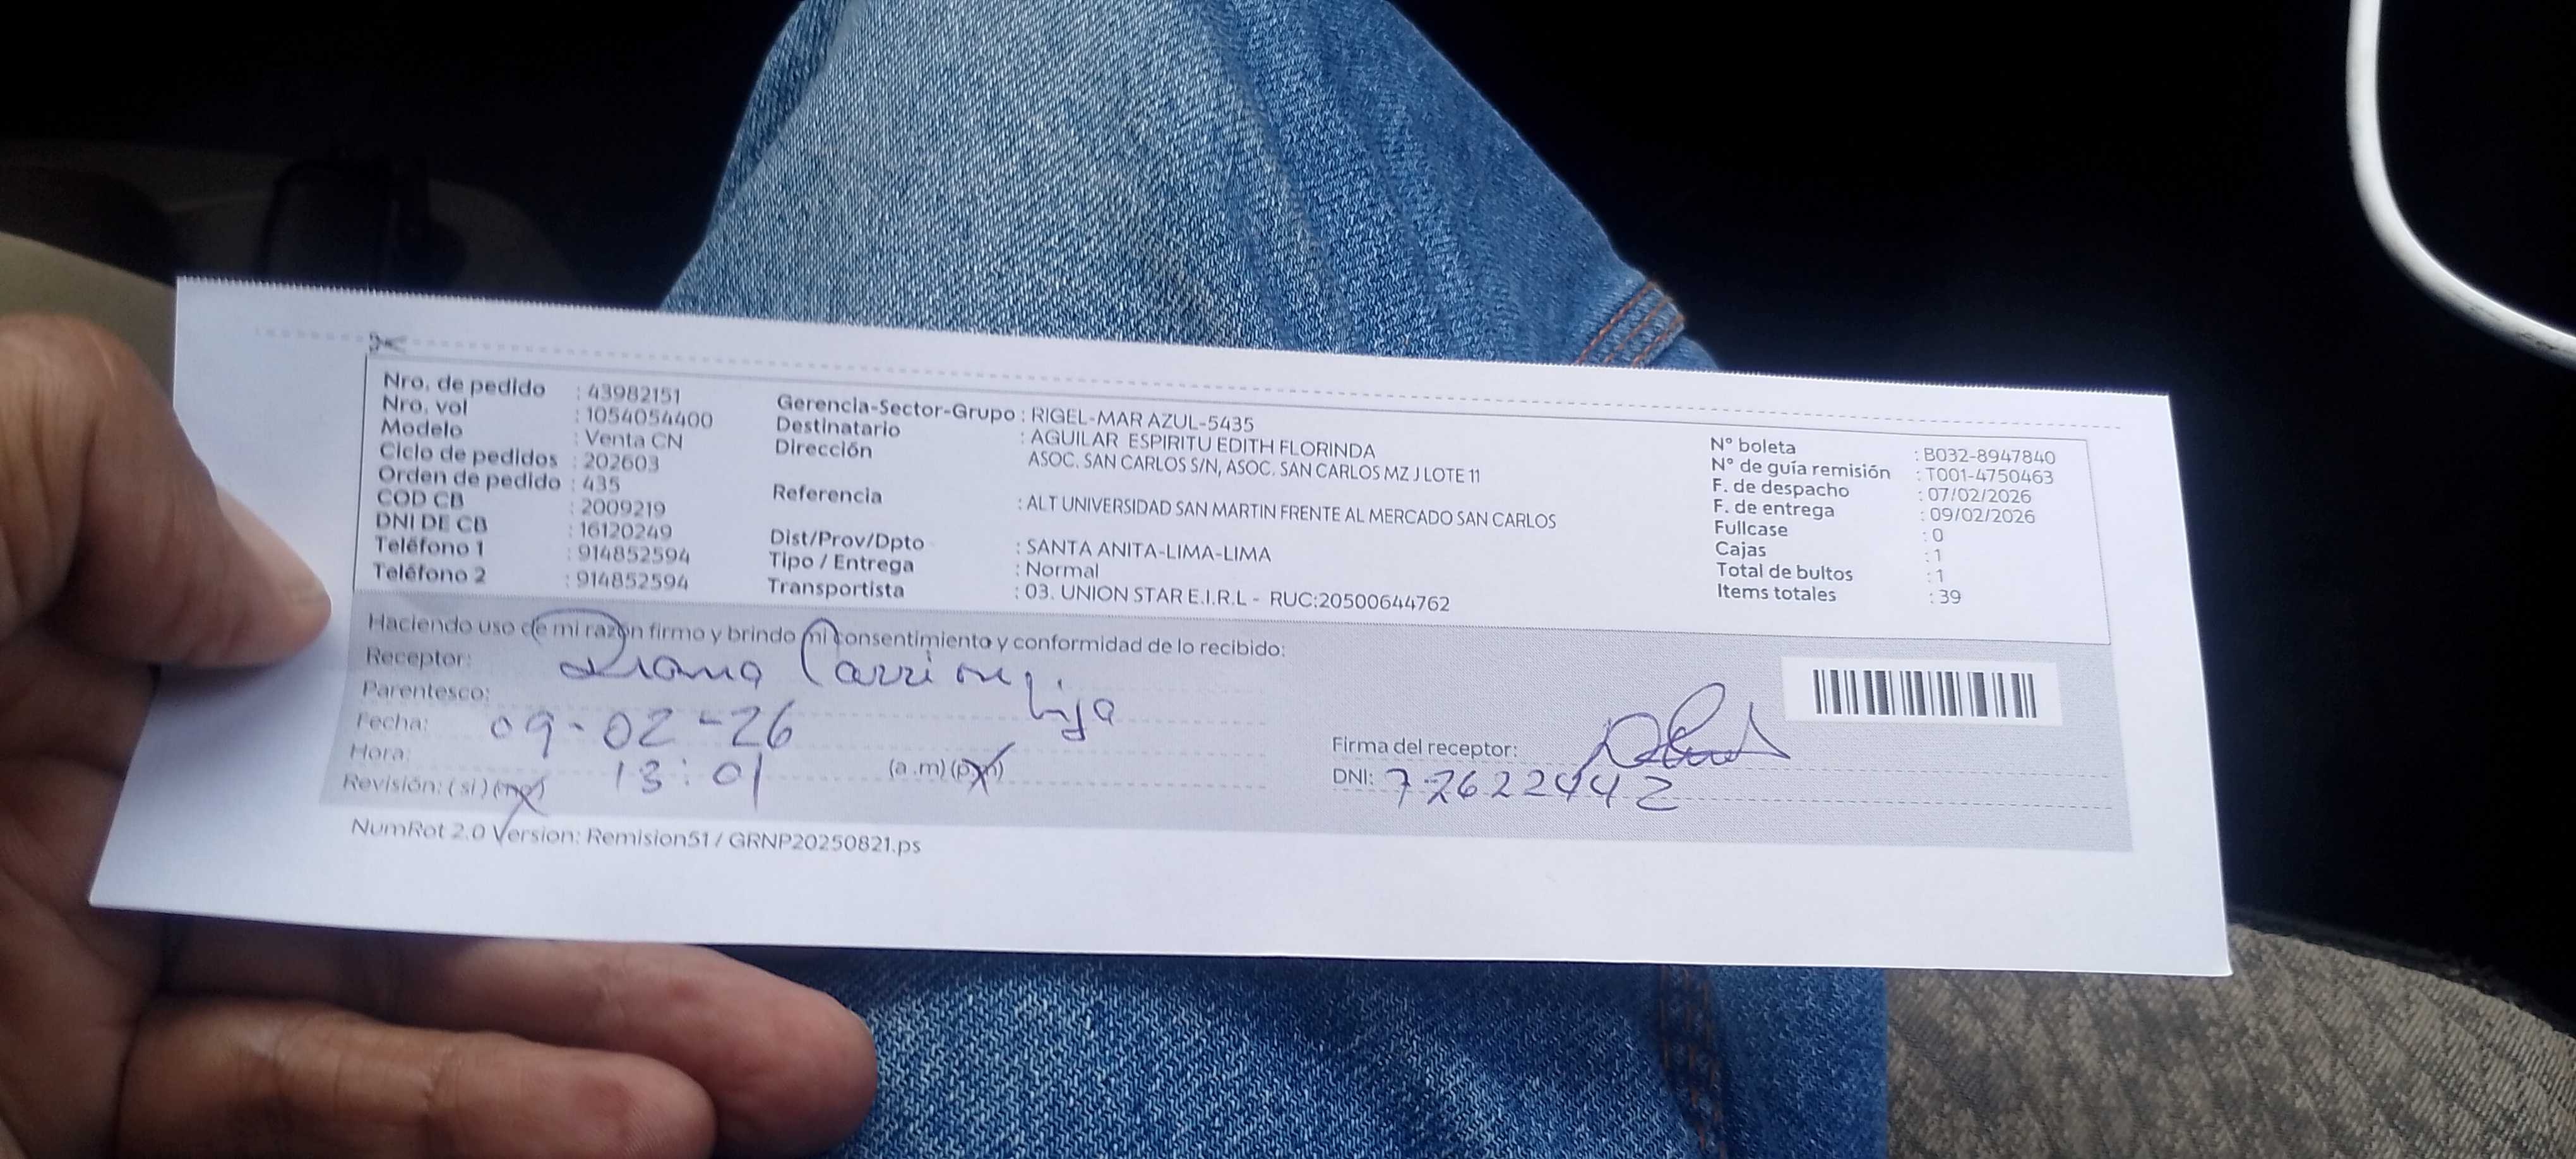 Nro. de pedido : 43982151
Nro. vol : 1054054400
Modelo : Venta CN
Ciclo de pedidos : 202603
Orden de pedido : 435
COD CB : 2009219
DNI DE CB : 16120249
Teléfono 1 : 914852594
Teléfono 2 : 914852594
Gerencia-Sector-Grupo : RIGEL-MAR AZUL-5435
Destinatario : AGUILAR ESPIRITU EDITH FLORINDA
Dirección : ASOC. SAN CARLOS S/N, ASOC. SAN CARLOS MZ J LOTE 11
Referencia : ALT UNIVERSIDAD SAN MARTIN FRENTE AL MERCADO SAN CARLOS
Dist/Prov/Dpto : SANTA ANITA-LIMA-LIMA
Tipo / Entrega : Normal
Transportista : 03. UNION STAR E.I.R.L - RUC:20500644762
N° boleta : B032-8947840
N° de guía remisión : T001-4750463
F. de despacho : 07/02/2026
F. de entrega : 09/02/2026
Fullcase : 0
Cajas : 1
Total de bultos : 1
Items totales : 39
Haciendo uso de mi razón firmo y brindo mi consentimiento y conformidad de lo recibido:
Receptor: Diana Carrion
Parentesco: hija
Fecha: 09-02-26
Hora: 13:01 (a.m) (p.m)
Revisión: (si) (no)
Firma del receptor:
DNI: 72622442
NumRot 2.0 Version: Remision51 / GRNP20250821.ps